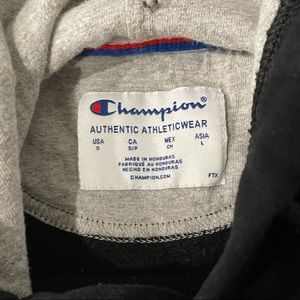 Champion®
AUTHENTIC ATHLETICWEAR
USA CA MEX ASIA
S S/P CH L
MADE IN HONDURAS
FABRIQUÉ AU HONDURAS
HECHO EN HONDURAS
CHAMPION.COM
FTX